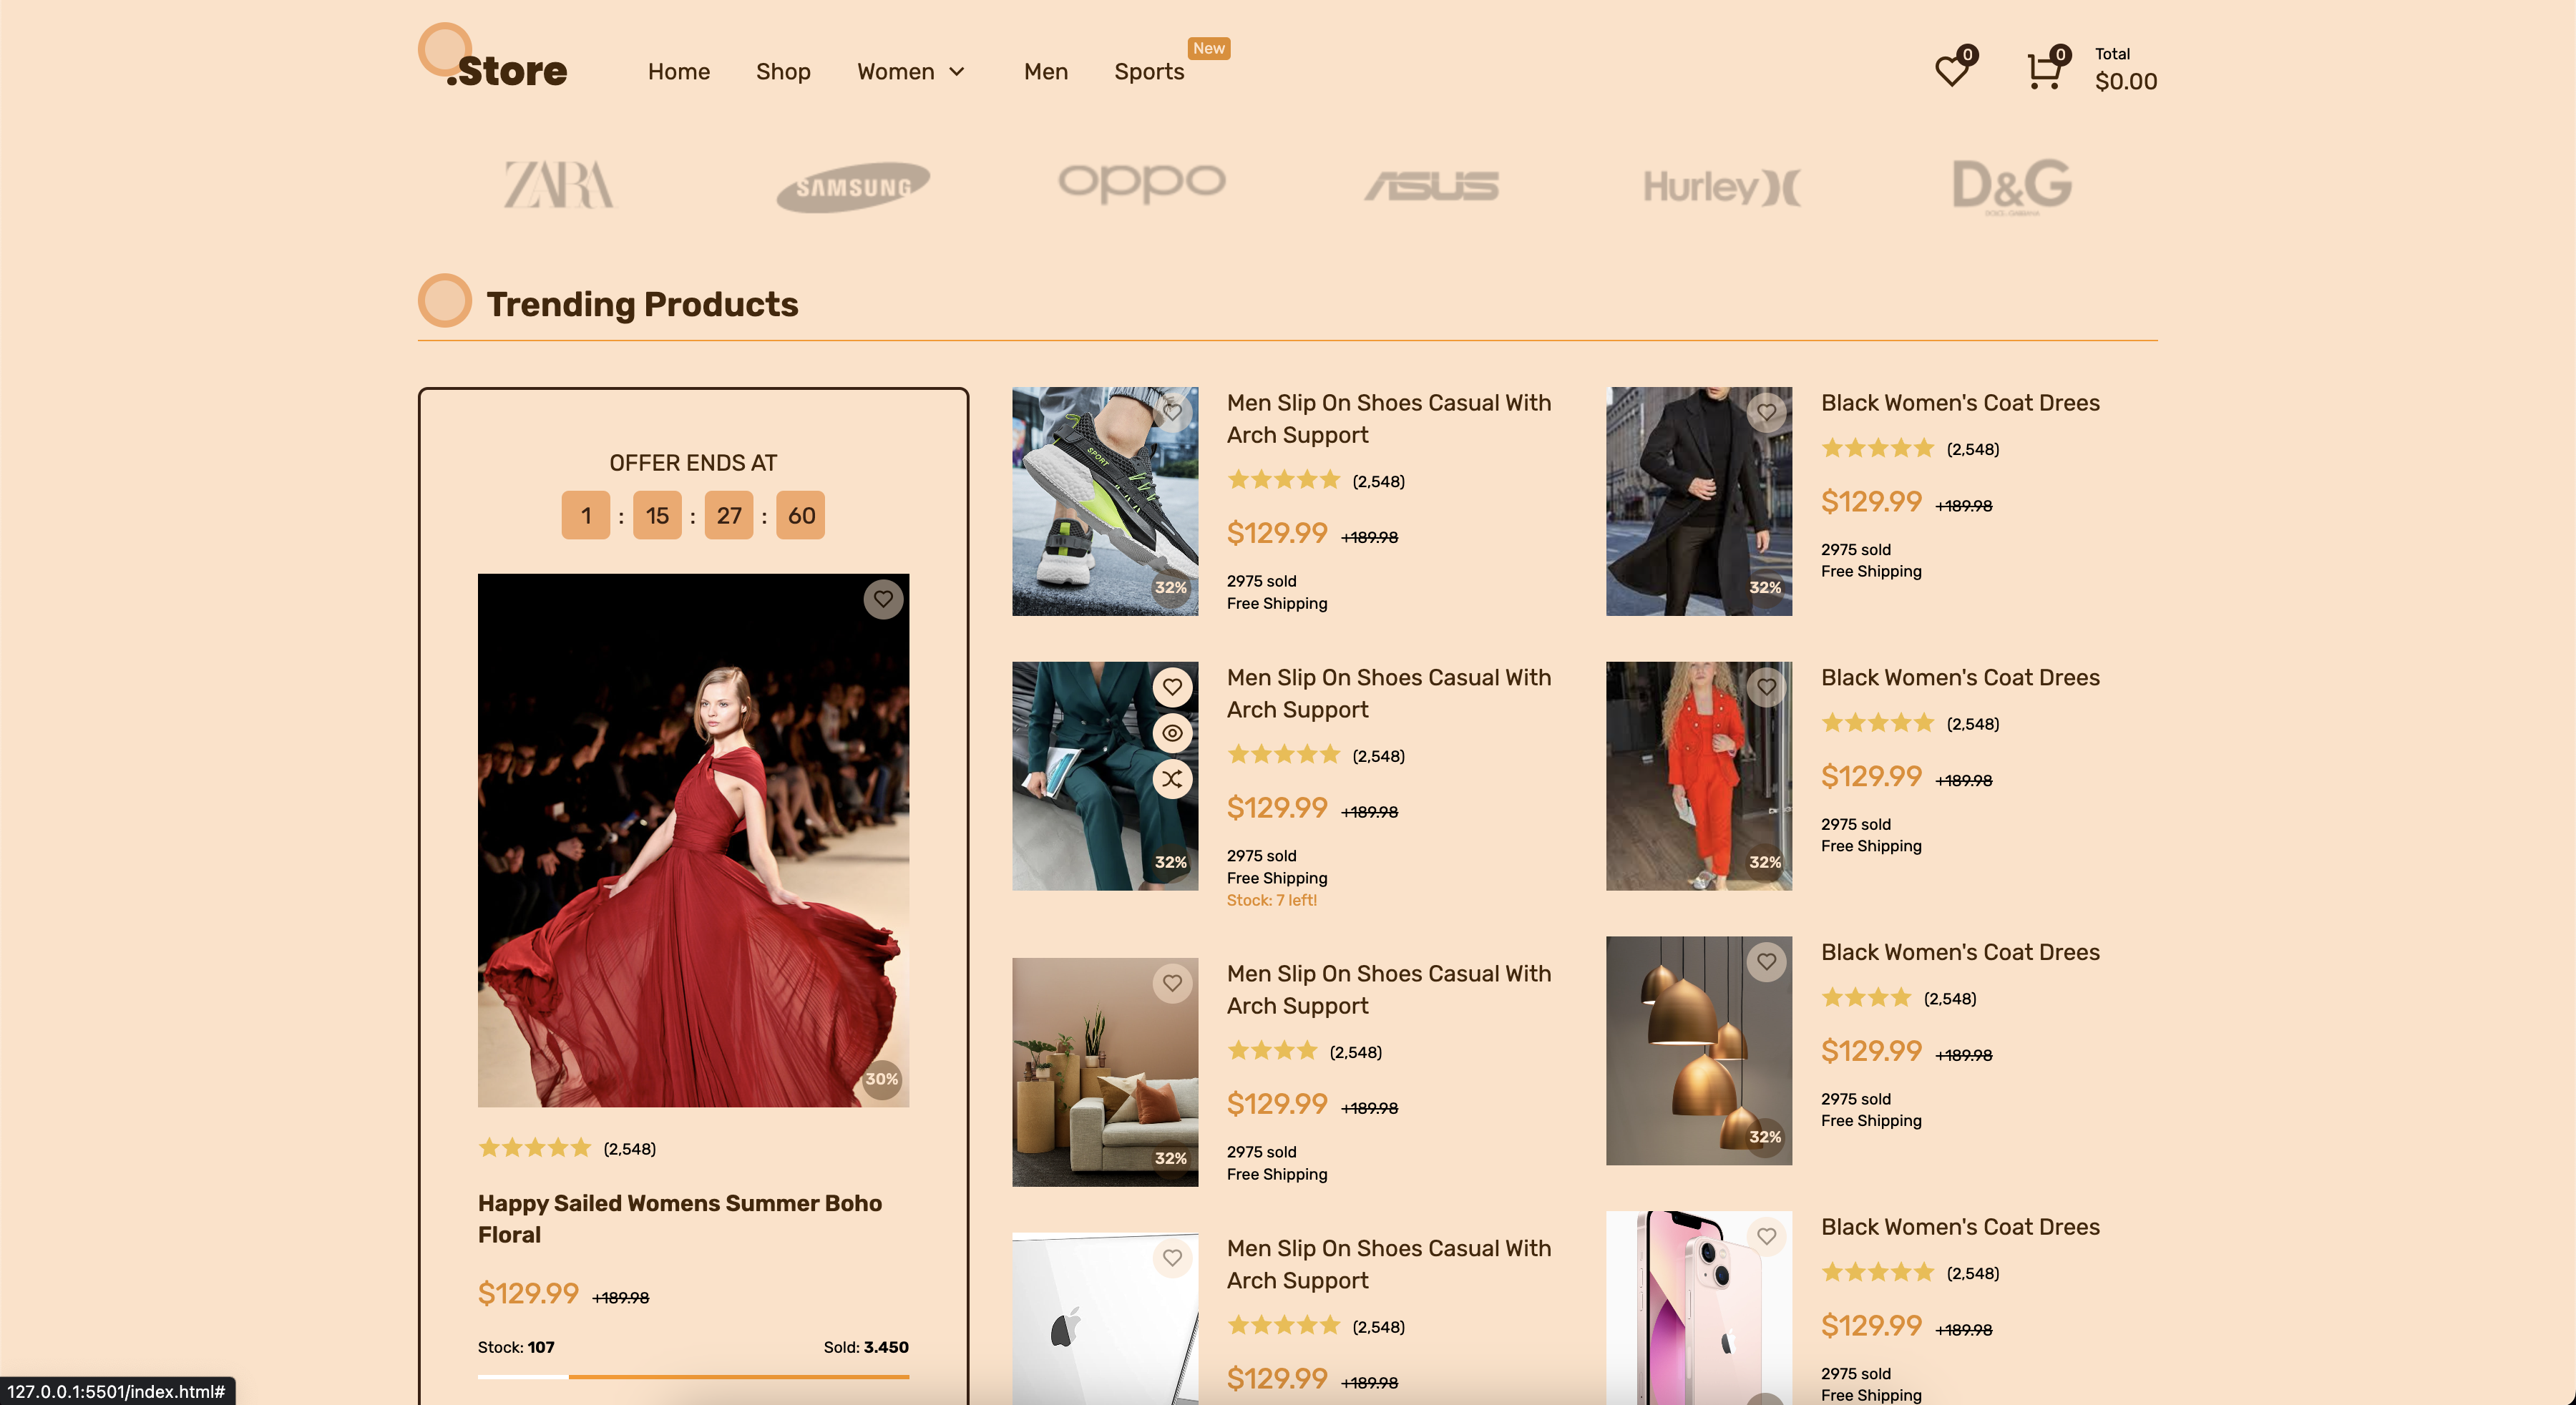 .Store
Home
Shop
Women
Men
Sports
New
0
0
Total
$0.00
ZARA
SAMSUNG
oppo
ASUS
Hurley
D&G
DOLCE & GABBANA
Trending Products
OFFER ENDS AT
1 : 15 : 27 : 60
30%
(2,548)
Happy Sailed Womens Summer Boho
Floral
$129.99 +189.98
Stock: 107
Sold: 3.450
SPORT
32%
Men Slip On Shoes Casual With
Arch Support
(2,548)
$129.99 +189.98
2975 sold
Free Shipping
32%
Men Slip On Shoes Casual With
Arch Support
(2,548)
$129.99 +189.98
2975 sold
Free Shipping
Stock: 7 left!
32%
Men Slip On Shoes Casual With
Arch Support
(2,548)
$129.99 +189.98
2975 sold
Free Shipping
Men Slip On Shoes Casual With
Arch Support
(2,548)
$129.99 +189.98
32%
Black Women's Coat Drees
(2,548)
$129.99 +189.98
2975 sold
Free Shipping
32%
Black Women's Coat Drees
(2,548)
$129.99 +189.98
2975 sold
Free Shipping
32%
Black Women's Coat Drees
(2,548)
$129.99 +189.98
2975 sold
Free Shipping
Black Women's Coat Drees
(2,548)
$129.99 +189.98
2975 sold
Free Shipping
127.0.0.1:5501/index.html#